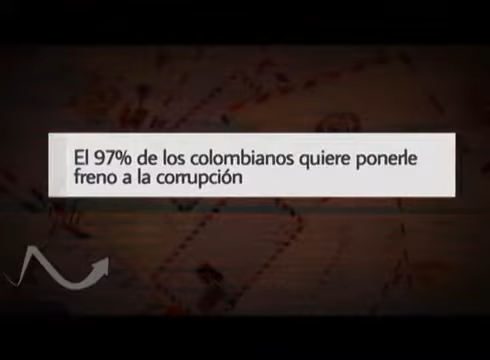 El 97% de los colombianos quiere ponerle
freno a la corrupción